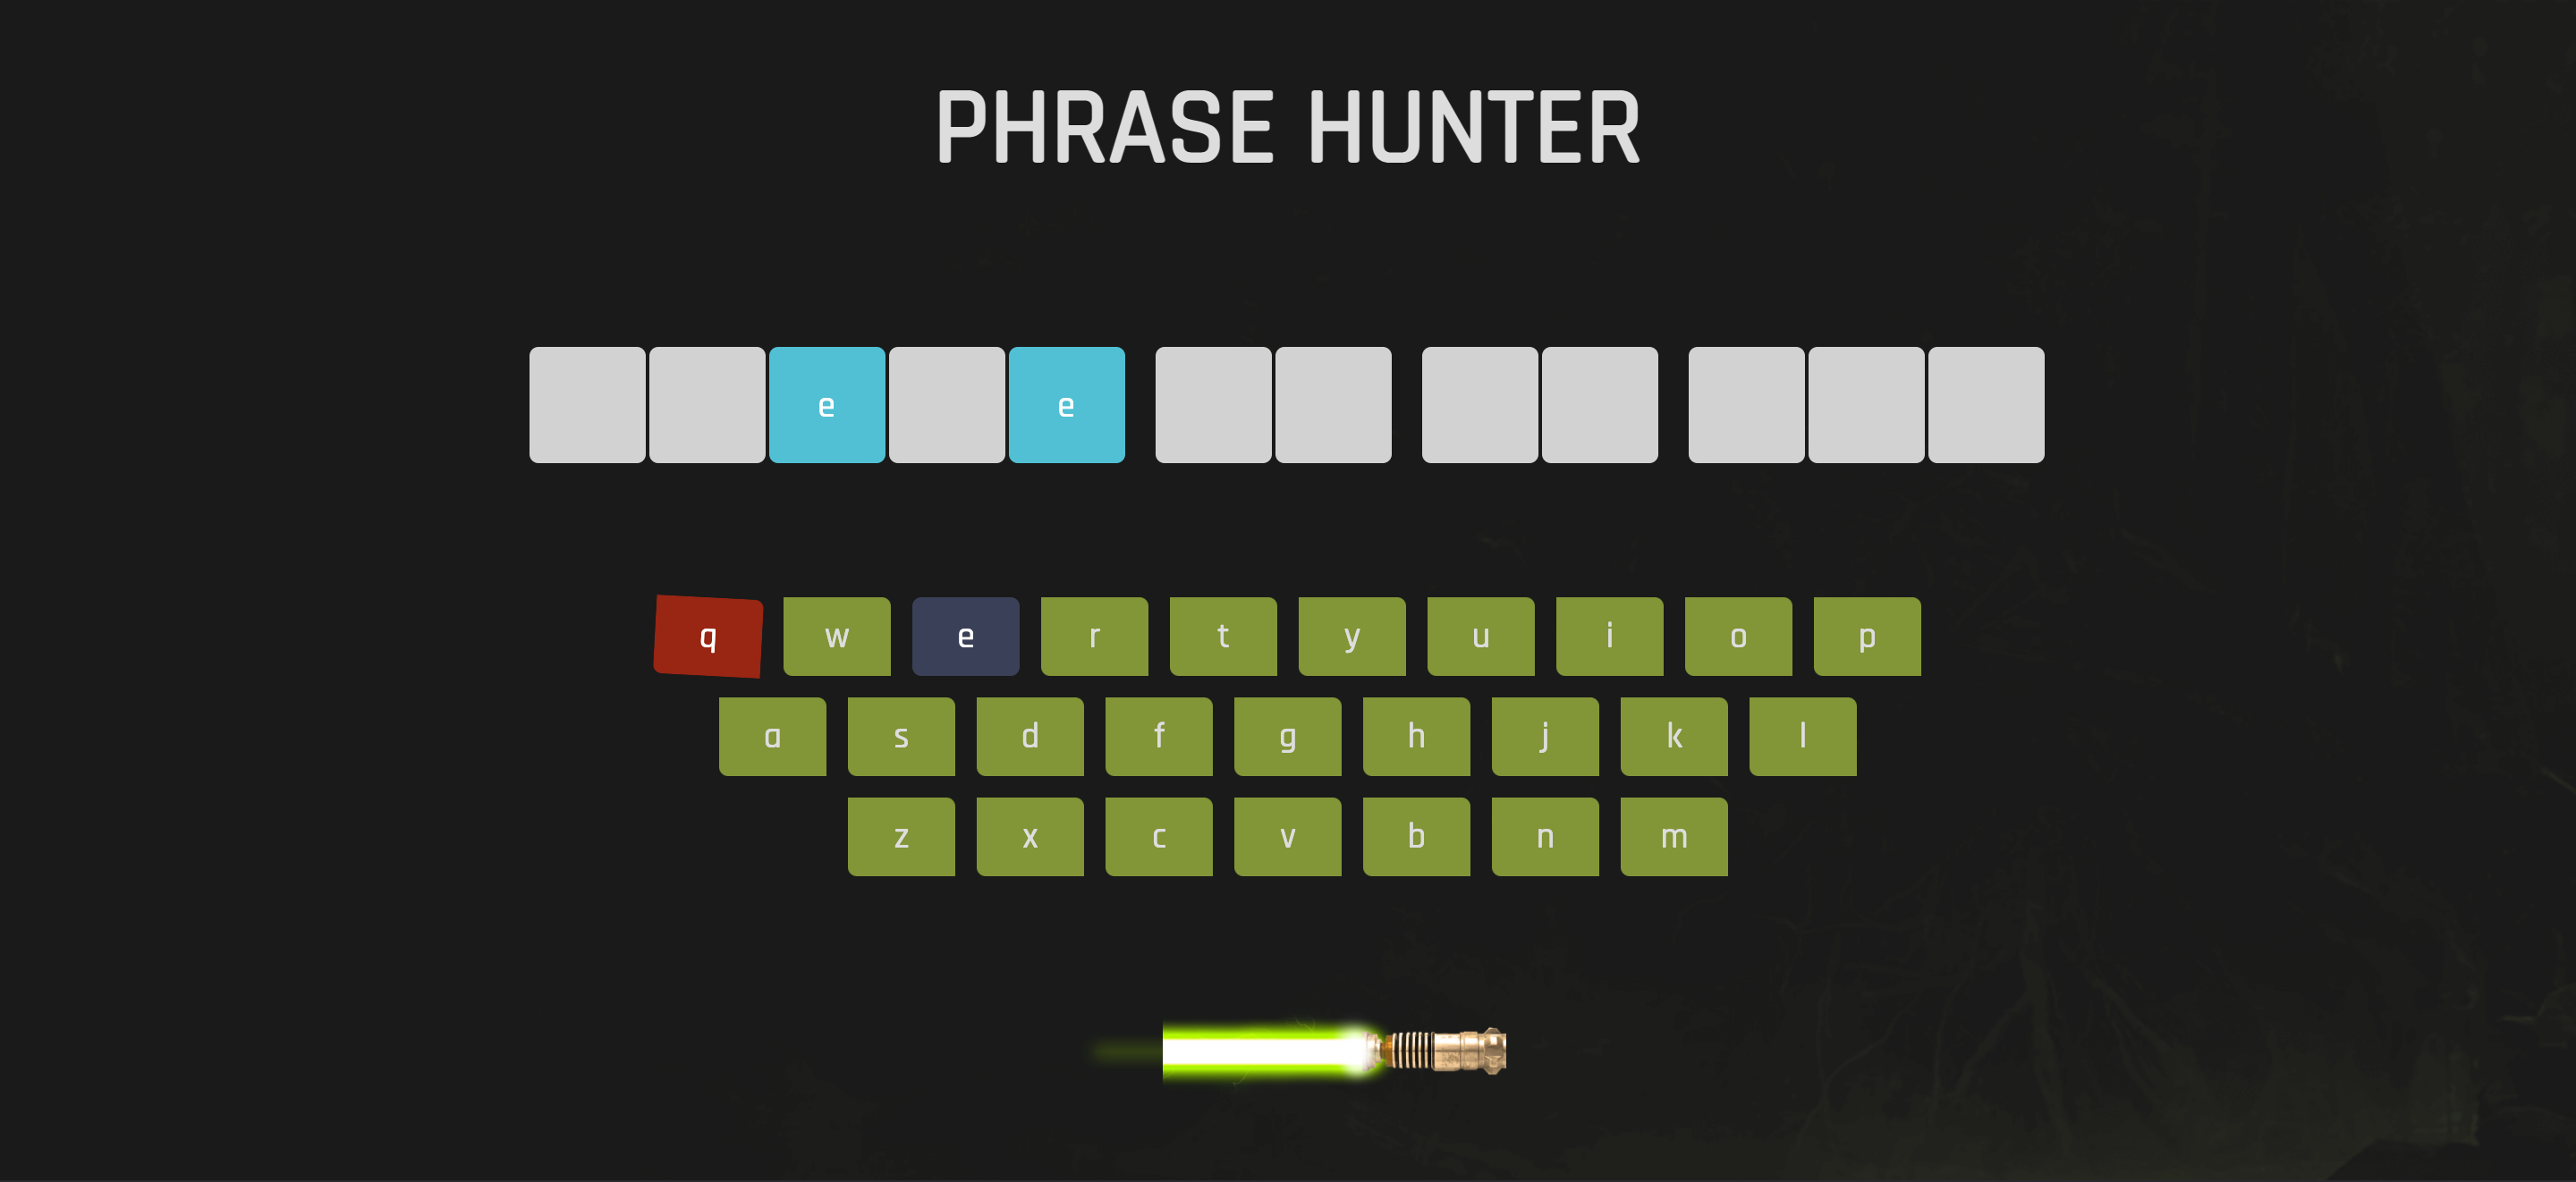 PHRASE HUNTER
e e
q w e r t y u i o p
a s d f g h j k l
z x c v b n m